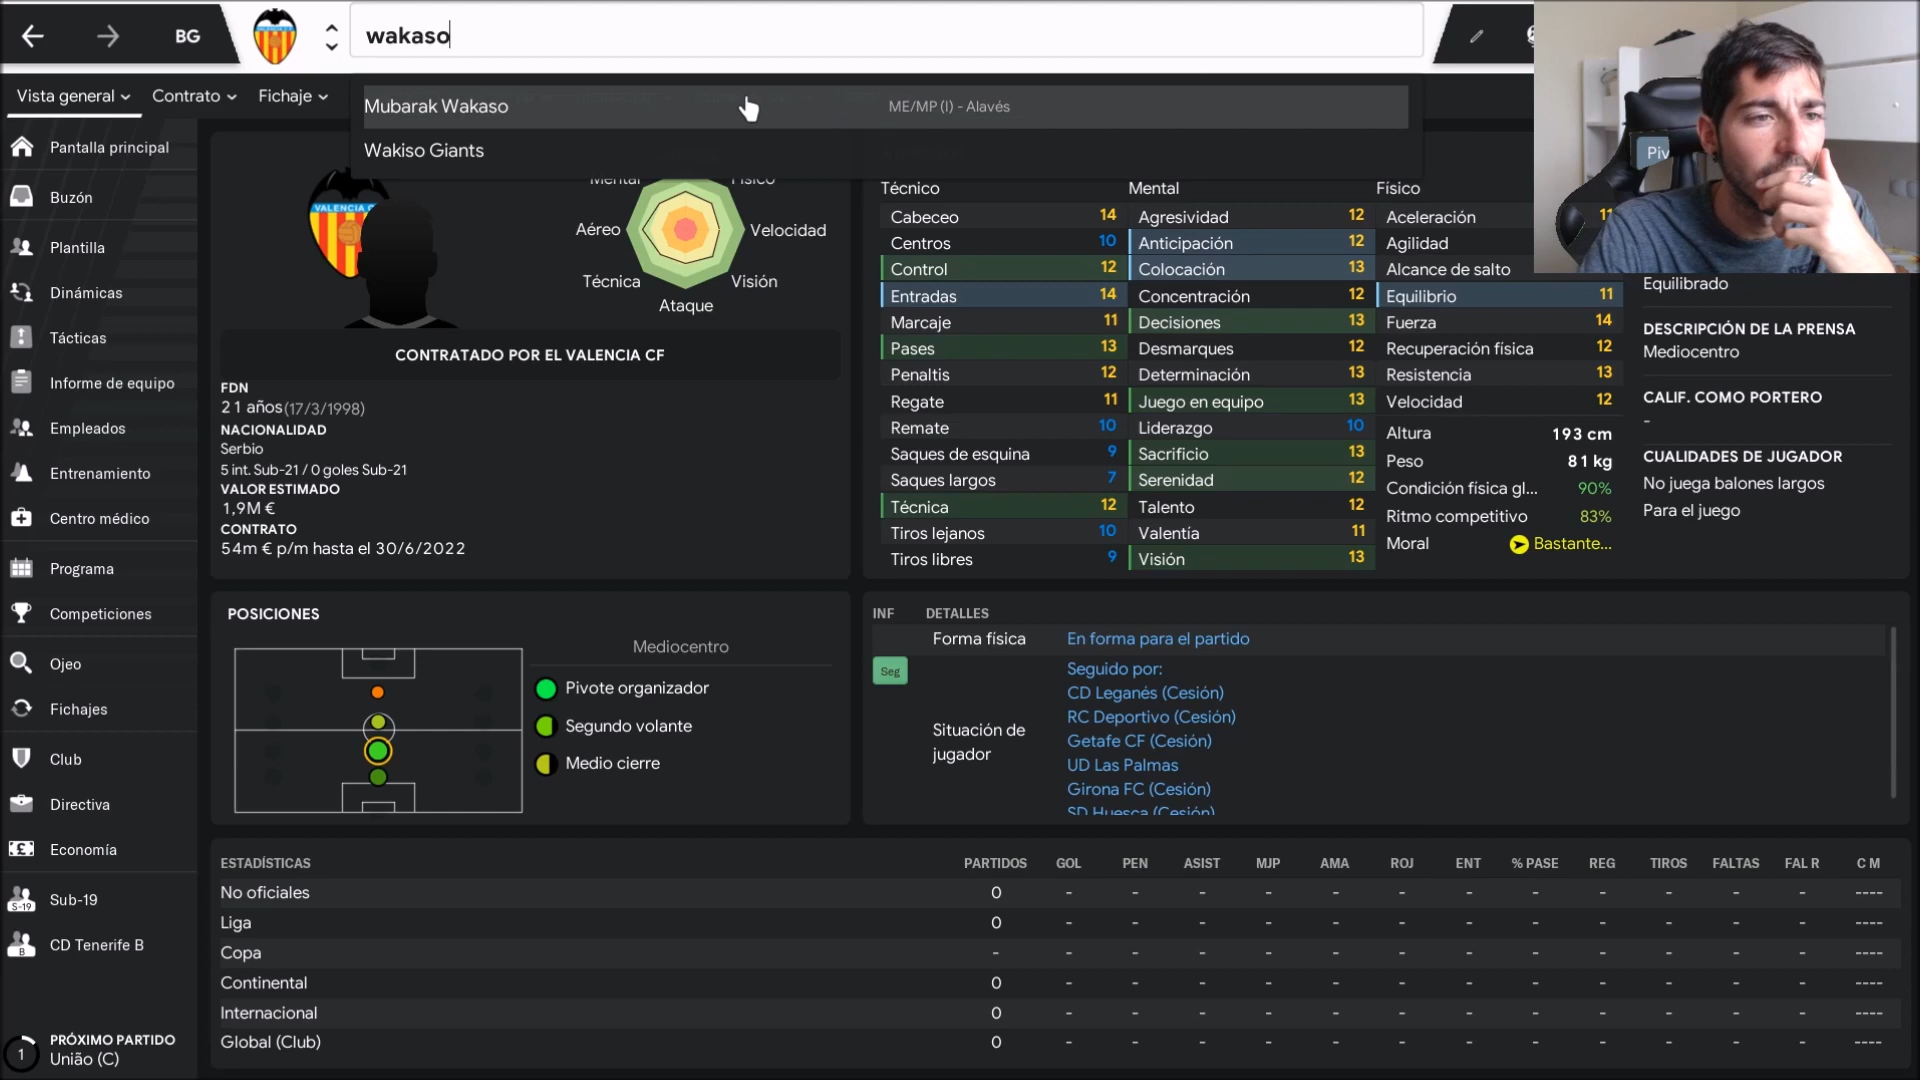 BG
wakaso
Vista general
Contrato
Fichaje
Mubarak Wakaso
ME/MP (I) - Alavés
Wakiso Giants
Piv
Pantalla principal
Buzón
Plantilla
Dinámicas
Tácticas
Informe de equipo
Empleados
Entrenamiento
Centro médico
Programa
Competiciones
Ojeo
Fichajes
Club
Directiva
Economía
S-19
Sub-19
B
CD Tenerife B
1
PRÓXIMO PARTIDO
União (C)
VALENCIA C
Mental
Físico
Aéreo
Velocidad
Técnica
Visión
Ataque
CONTRATADO POR EL VALENCIA CF
FDN
21 años (17/3/1998)
NACIONALIDAD
Serbio
5 int. Sub-21 / 0 goles Sub-21
VALOR ESTIMADO
1,9M €
CONTRATO
54m € p/m hasta el 30/6/2022
Técnico
Cabeceo 14
Centros 10
Control 12
Entradas 14
Marcaje 11
Pases 13
Penaltis 12
Regate 11
Remate 10
Saques de esquina 9
Saques largos 7
Técnica 12
Tiros lejanos 10
Tiros libres 9
Mental
Agresividad 12
Anticipación 12
Colocación 13
Concentración 12
Decisiones 13
Desmarques 12
Determinación 13
Juego en equipo 13
Liderazgo 10
Sacrificio 13
Serenidad 12
Talento 12
Valentía 11
Visión 13
Físico
Aceleración
Agilidad
Alcance de salto
Equilibrio 11
Fuerza 14
Recuperación física 12
Resistencia 13
Velocidad 12
Altura 193 cm
Peso 81 kg
Condición física gl... 90%
Ritmo competitivo 83%
Moral Bastante...
Equilibrado
DESCRIPCIÓN DE LA PRENSA
Mediocentro
CALIF. COMO PORTERO
-
CUALIDADES DE JUGADOR
No juega balones largos
Para el juego
POSICIONES
Mediocentro
Pivote organizador
Segundo volante
Medio cierre
INF DETALLES
Forma física En forma para el partido
Seg
Situación de
jugador
Seguido por:
CD Leganés (Cesión)
RC Deportivo (Cesión)
Getafe CF (Cesión)
UD Las Palmas
Girona FC (Cesión)
SD Huesca (Cesión)
ESTADÍSTICAS PARTIDOS GOL PEN ASIST MJP AMA ROJ ENT % PASE REG TIROS FALTAS FAL R C M
No oficiales 0 - - - - - - - - - - - - ----
Liga 0 - - - - - - - - - - - - ----
Copa - - - - - - - - - - - - - ----
Continental 0 - - - - - - - - - - - - ----
Internacional 0 - - - - - - - - - - - - ----
Global (Club) 0 - - - - - - - - - - - - ----